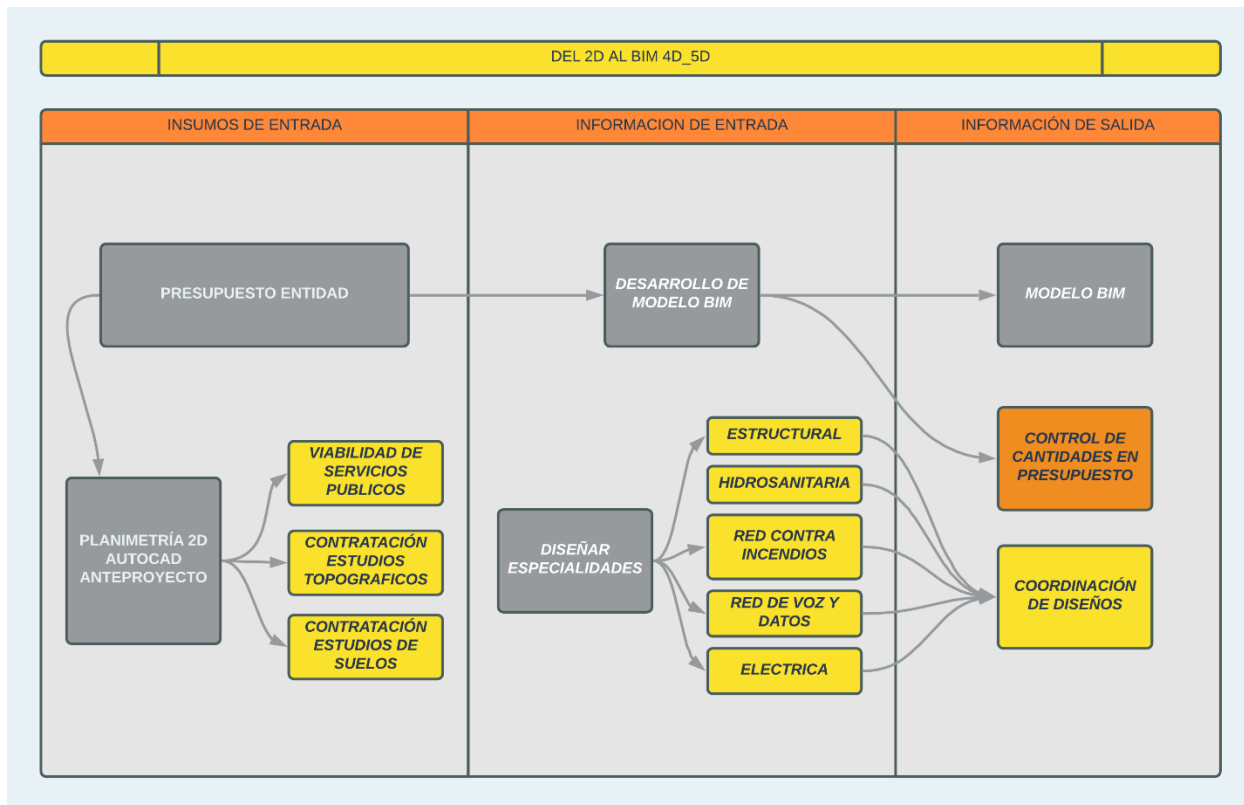 DEL 2D AL BIM 4D_5D
INSUMOS DE ENTRADA
INFORMACION DE ENTRADA
INFORMACIÓN DE SALIDA
PRESUPUESTO ENTIDAD
DESARROLLO DE
MODELO BIM
MODELO BIM
PLANIMETRÍA 2D
AUTOCAD
ANTEPROYECTO
VIABILIDAD DE
SERVICIOS
PUBLICOS
CONTRATACIÓN
ESTUDIOS
TOPOGRAFICOS
CONTRATACIÓN
ESTUDIOS DE
SUELOS
DISEÑAR
ESPECIALIDADES
ESTRUCTURAL
HIDROSANITARIA
RED CONTRA
INCENDIOS
RED DE VOZ Y
DATOS
ELECTRICA
CONTROL DE
CANTIDADES EN
PRESUPUESTO
COORDINACIÓN
DE DISEÑOS